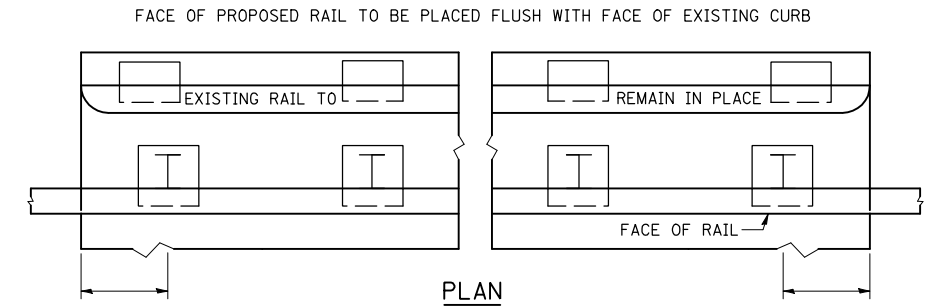 FACE OF PROPOSED RAIL TO BE PLACED FLUSH WITH FACE OF EXISTING CURB
EXISTING RAIL TO
REMAIN IN PLACE
FACE OF RAIL
PLAN